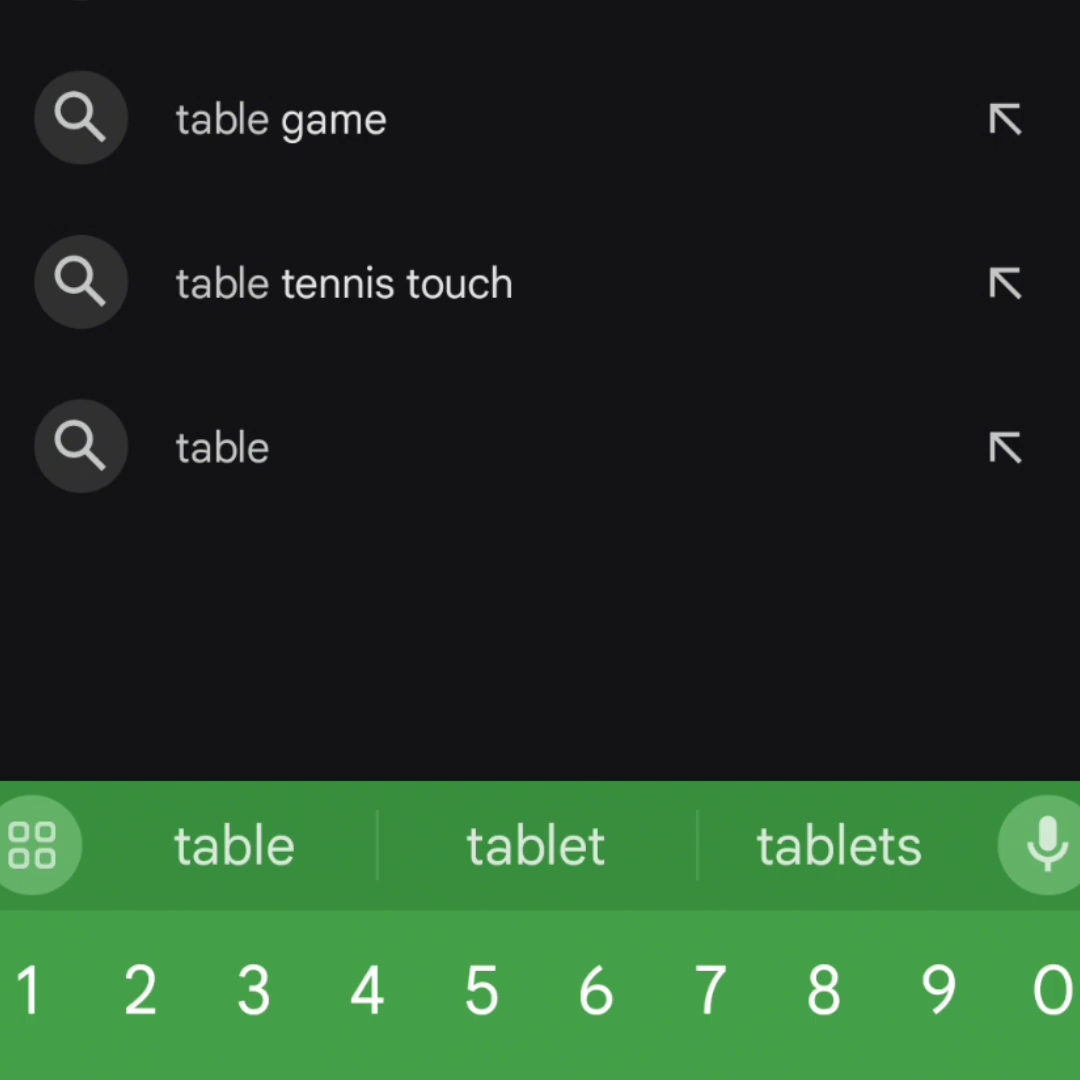 table game
table tennis touch
table
table tablet tablets
1 2 3 4 5 6 7 8 9 0